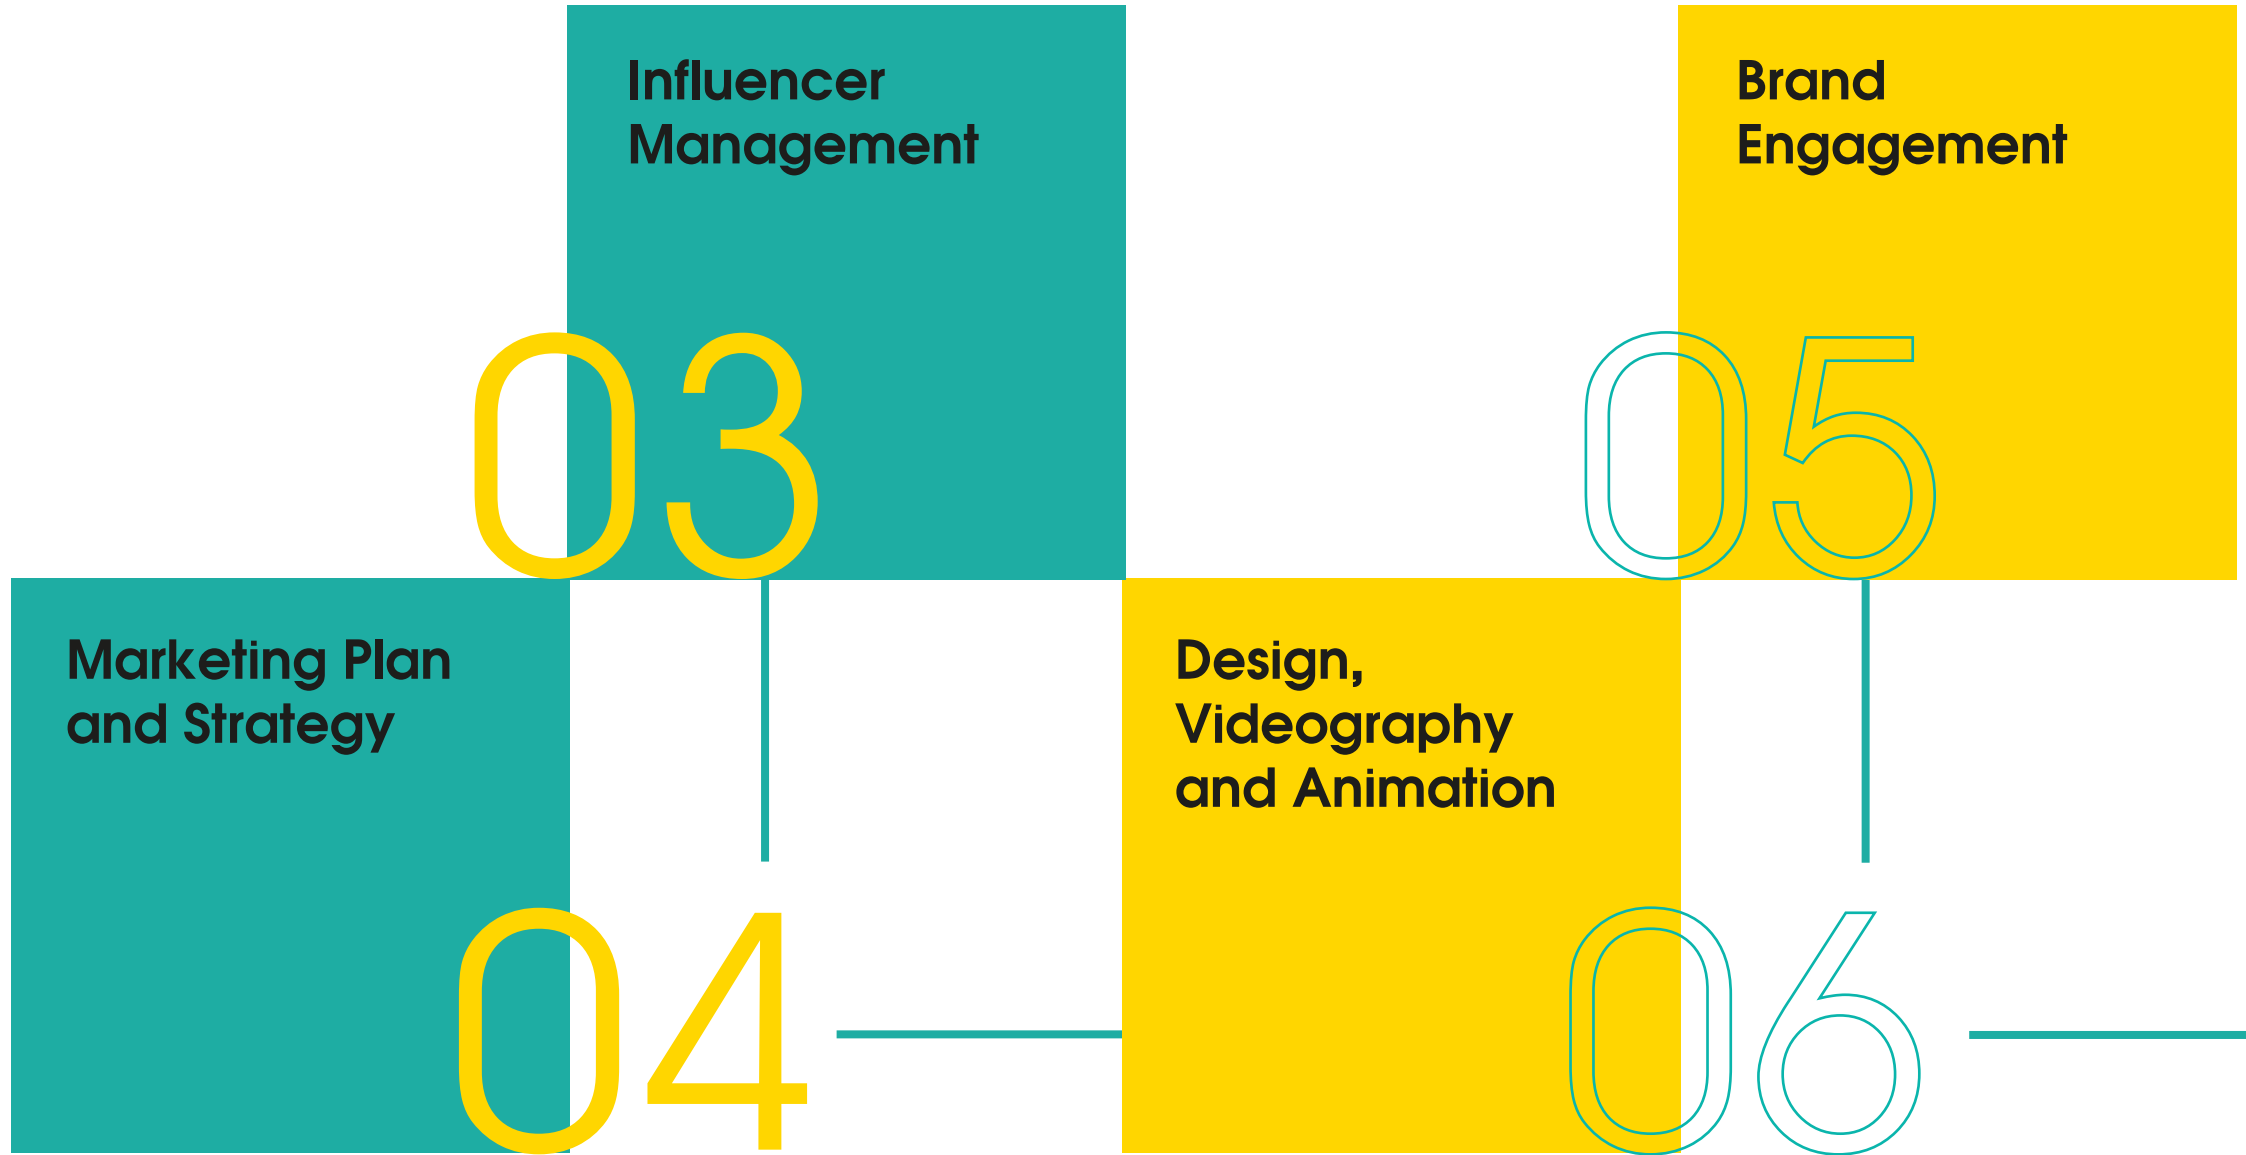 Influencer
Management
03
Brand
Engagement
05
Marketing Plan
and Strategy
04
Design,
Videography
and Animation
06